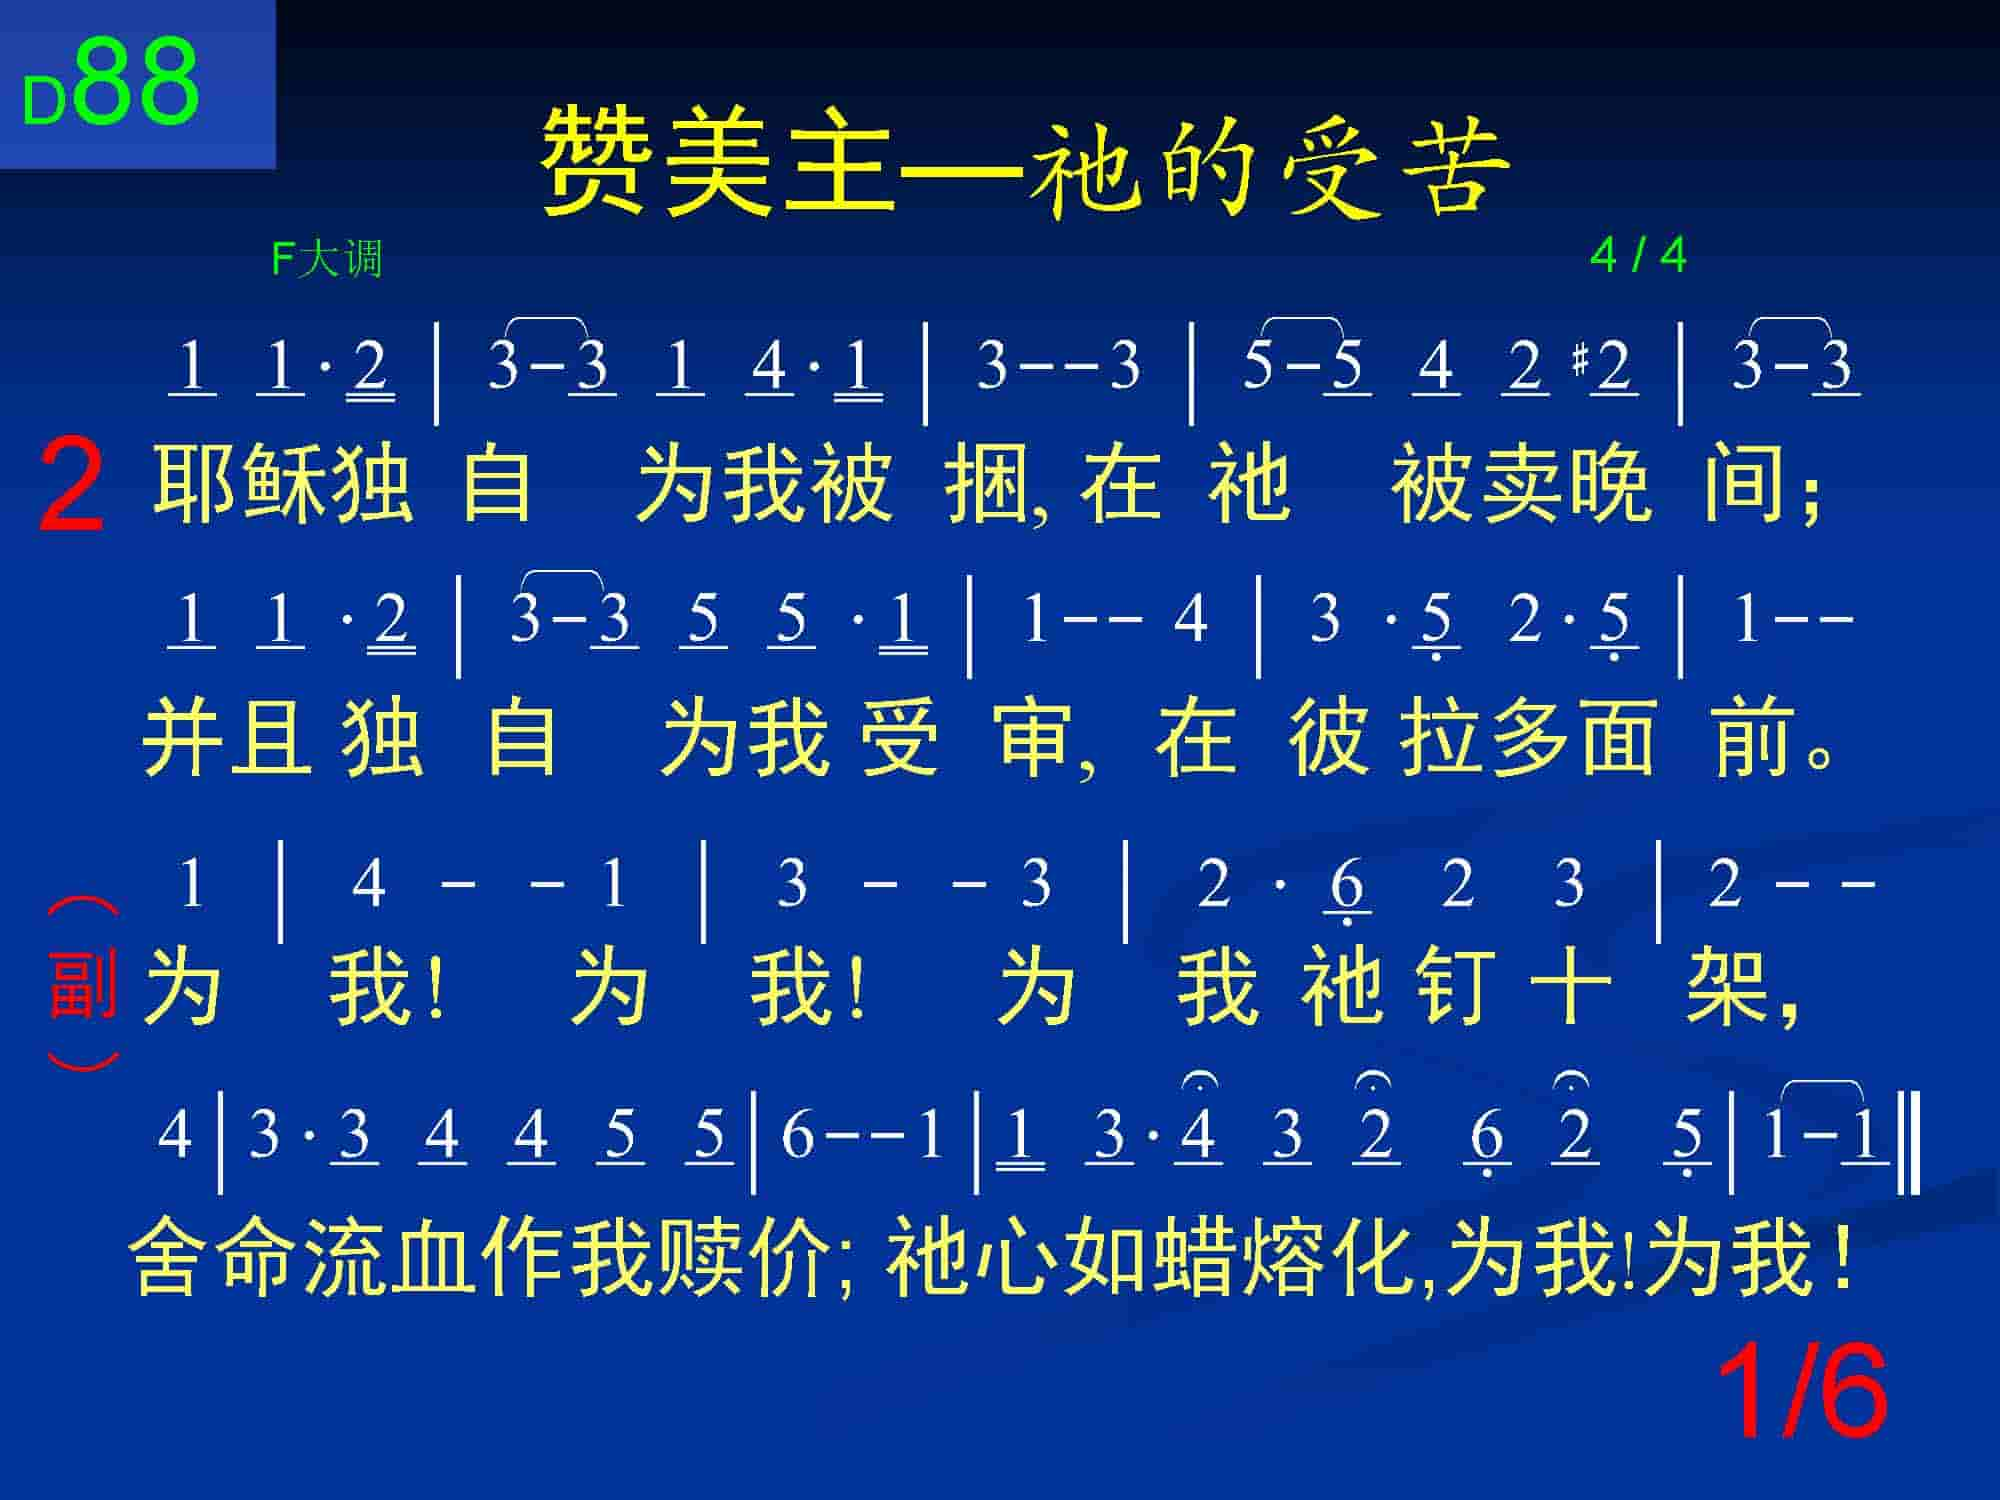 D88
赞美主—祂的受苦
F大调 4 / 4
1 1·2 | 3-3 1 4·1 | 3--3 | 5-5 4 2 #2 | 3-3
2 耶稣独 自 为我被 捆, 在 祂 被卖晚 间；
1 1 ·2 | 3-3 5 5 ·1 | 1-- 4 | 3 ·5 2·5 | 1--
并且 独 自 为我 受 审, 在 彼 拉多面 前。
1 | 4 - - 1 | 3 - - 3 | 2 · 6 2 3 | 2 - -
（副） 为 我! 为 我! 为 我 祂 钉 十 架，
4 | 3·3 4 4 5 5 | 6--1 | 1 3·4 3 2 6 2 5 | 1-1 ‖
舍命流血作我赎价; 祂心如蜡熔化,为我!为我!
1/6